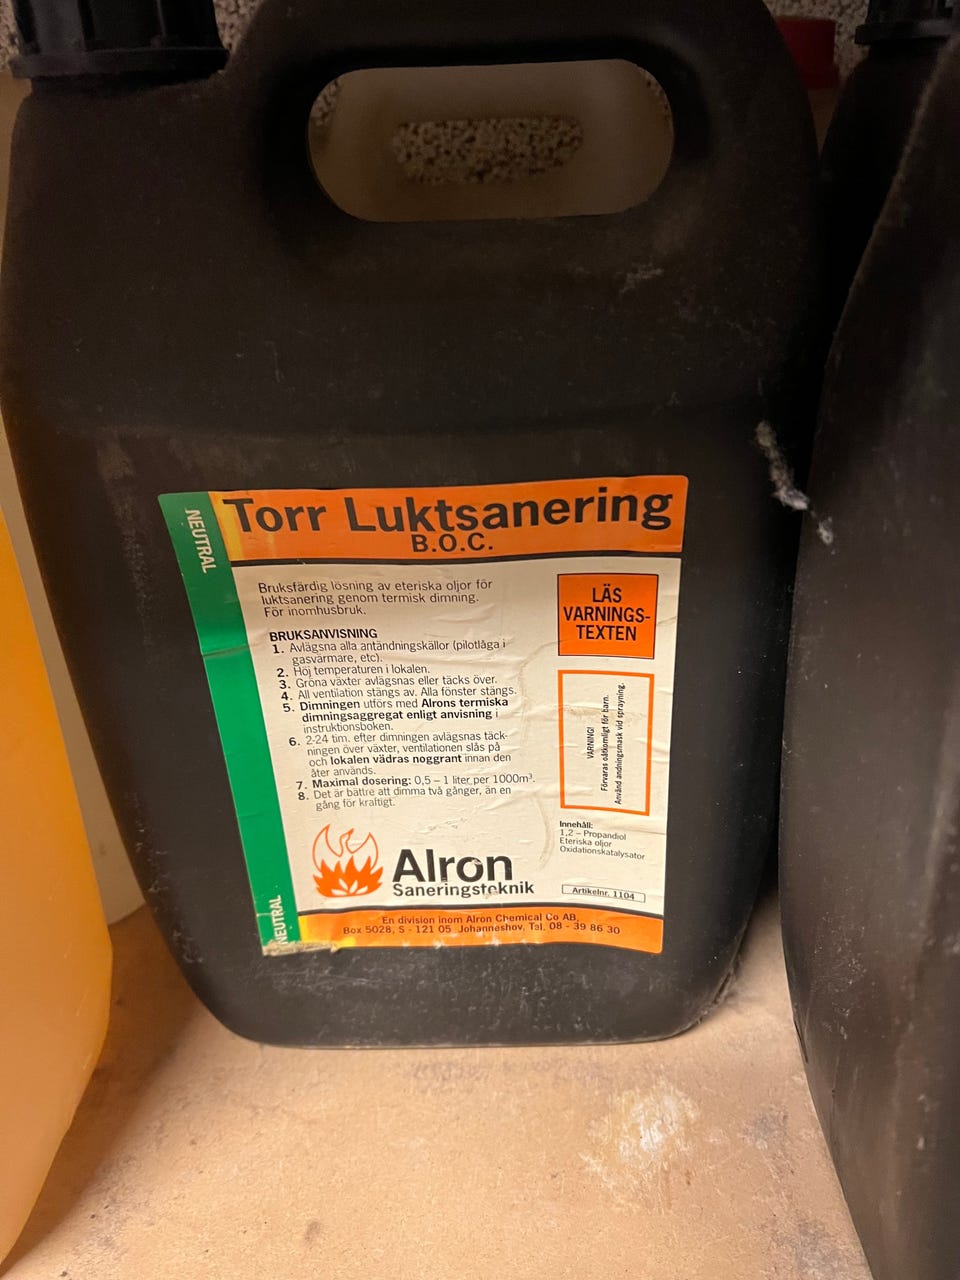 NEUTRAL
Torr Luktsanering
B.O.C.
Bruksfärdig lösning av eteriska oljor för
luktsanering genom termisk dimning.
För inomhusbruk.
BRUKSANVISNING
1. Avlägsna alla antändningskällor (pilotlåga i
gasvärmare, etc).
2. Höj temperaturen i lokalen.
3. Gröna växter avlägsnas eller täcks över.
4. All ventilation stängs av. Alla fönster stängs.
5. Dimningen utförs med Alrons termiska
dimningsaggregat enligt anvisning i
instruktionsboken.
6. 2-24 tim. efter dimningen avlägsnas täck-
ningen över växter, ventilationen slås på
och lokalen vädras noggrant innan den
åter används.
7. Maximal dosering: 0,5 – 1 liter per 1000m³.
8. Det är bättre att dimma två gånger, än en
gång för kraftigt.
LÄS
VARNINGS-
TEXTEN
VARNING!
Förvaras oåtkomligt för barn.
Använd andningsmask vid sprayning.
Innehåll:
1,2 – Propandiol
Eteriska oljor
Oxidationskatalysator
Artikelnr. 1104
Alron
Saneringsteknik
NEUTRAL
En division inom Alron Chemical Co AB,
Box 5028, S - 121 05 Johanneshov, Tel. 08 - 39 86 30